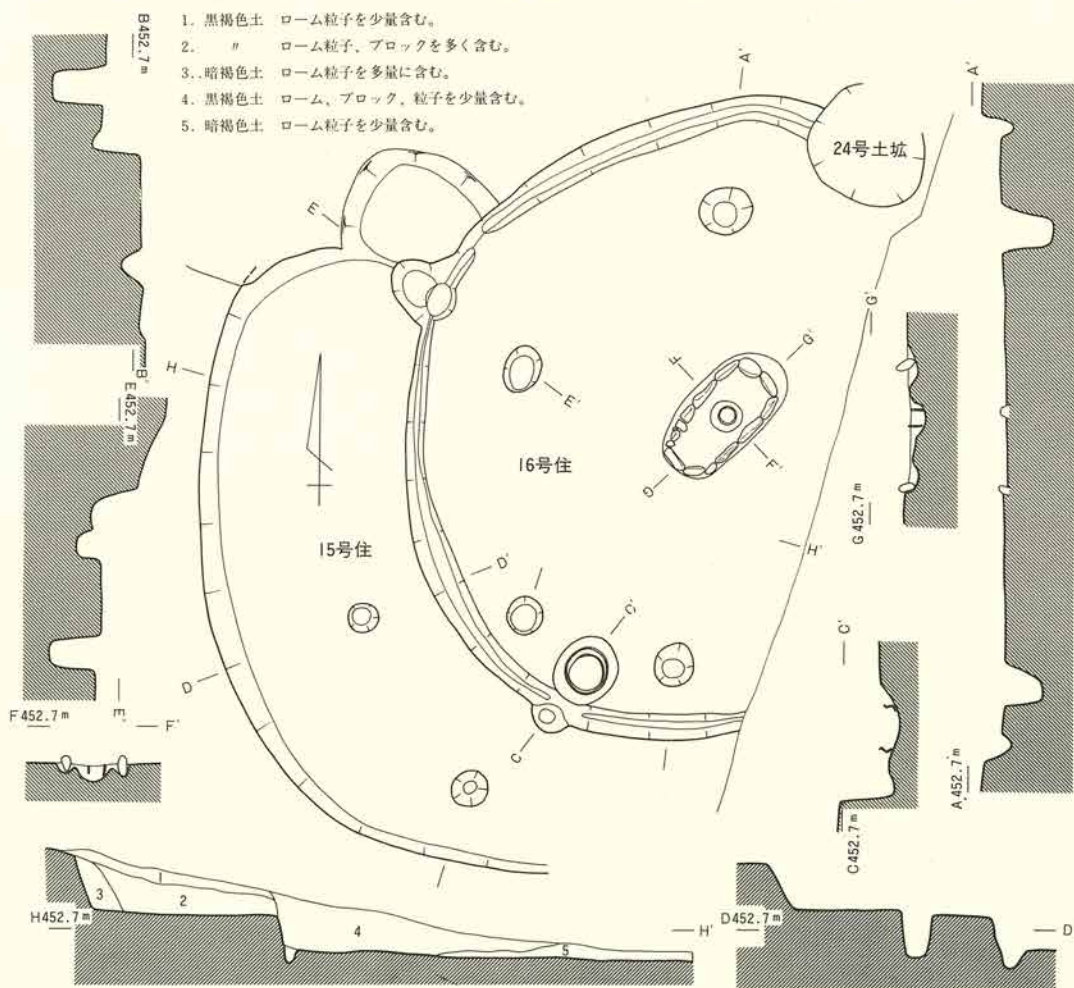 1. 黒褐色土 ローム粒子を少量含む。
2. 〃 ローム粒子、ブロックを多く含む。
3..暗褐色土 ローム粒子を多量に含む。
4. 黒褐色土 ローム、ブロック、粒子を少量含む。
5. 暗褐色土 ローム粒子を少量含む。
B452.7m
B'
E452.7m
E'
A'
A'
24号土拡
E
H
E'
F
G'
G'
F'
G
16号住
15号住
H'
G452.7m
D'
C'
C'
D
C
F452.7m
F'
A.452.7m
C452.7m
1
3
2
H452.7m
4
5
H'
D452.7m
D